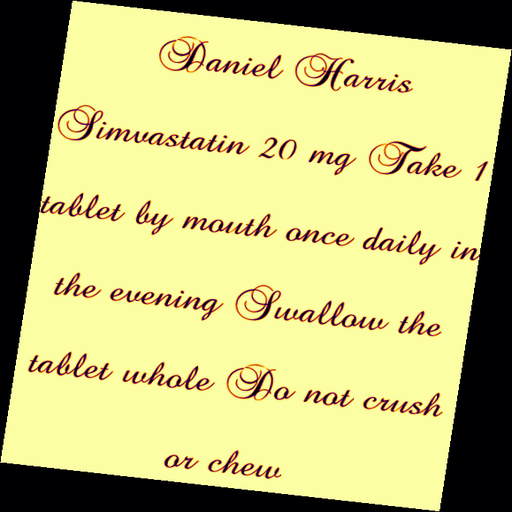 Daniel Harris
Simvastatin 20 mg Take 1
tablet by mouth once daily in
the evening Swallow the
tablet whole Do not crush
or chew